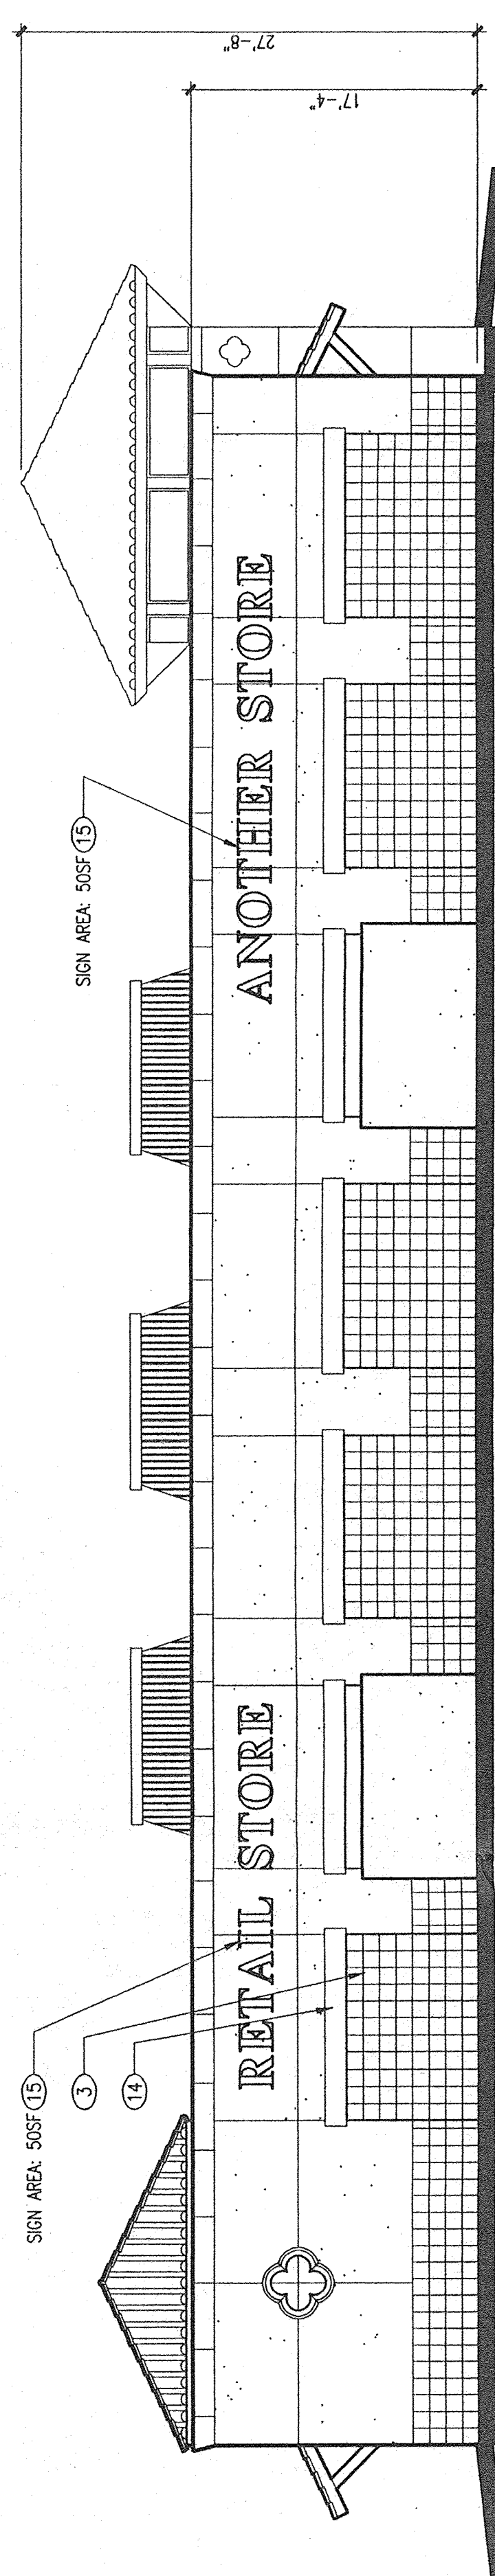 SIGN AREA: 50SF 15
3
14
SIGN AREA: 50SF 15
RETAIL STORE
ANOTHER STORE
17'-4"
27'-8"